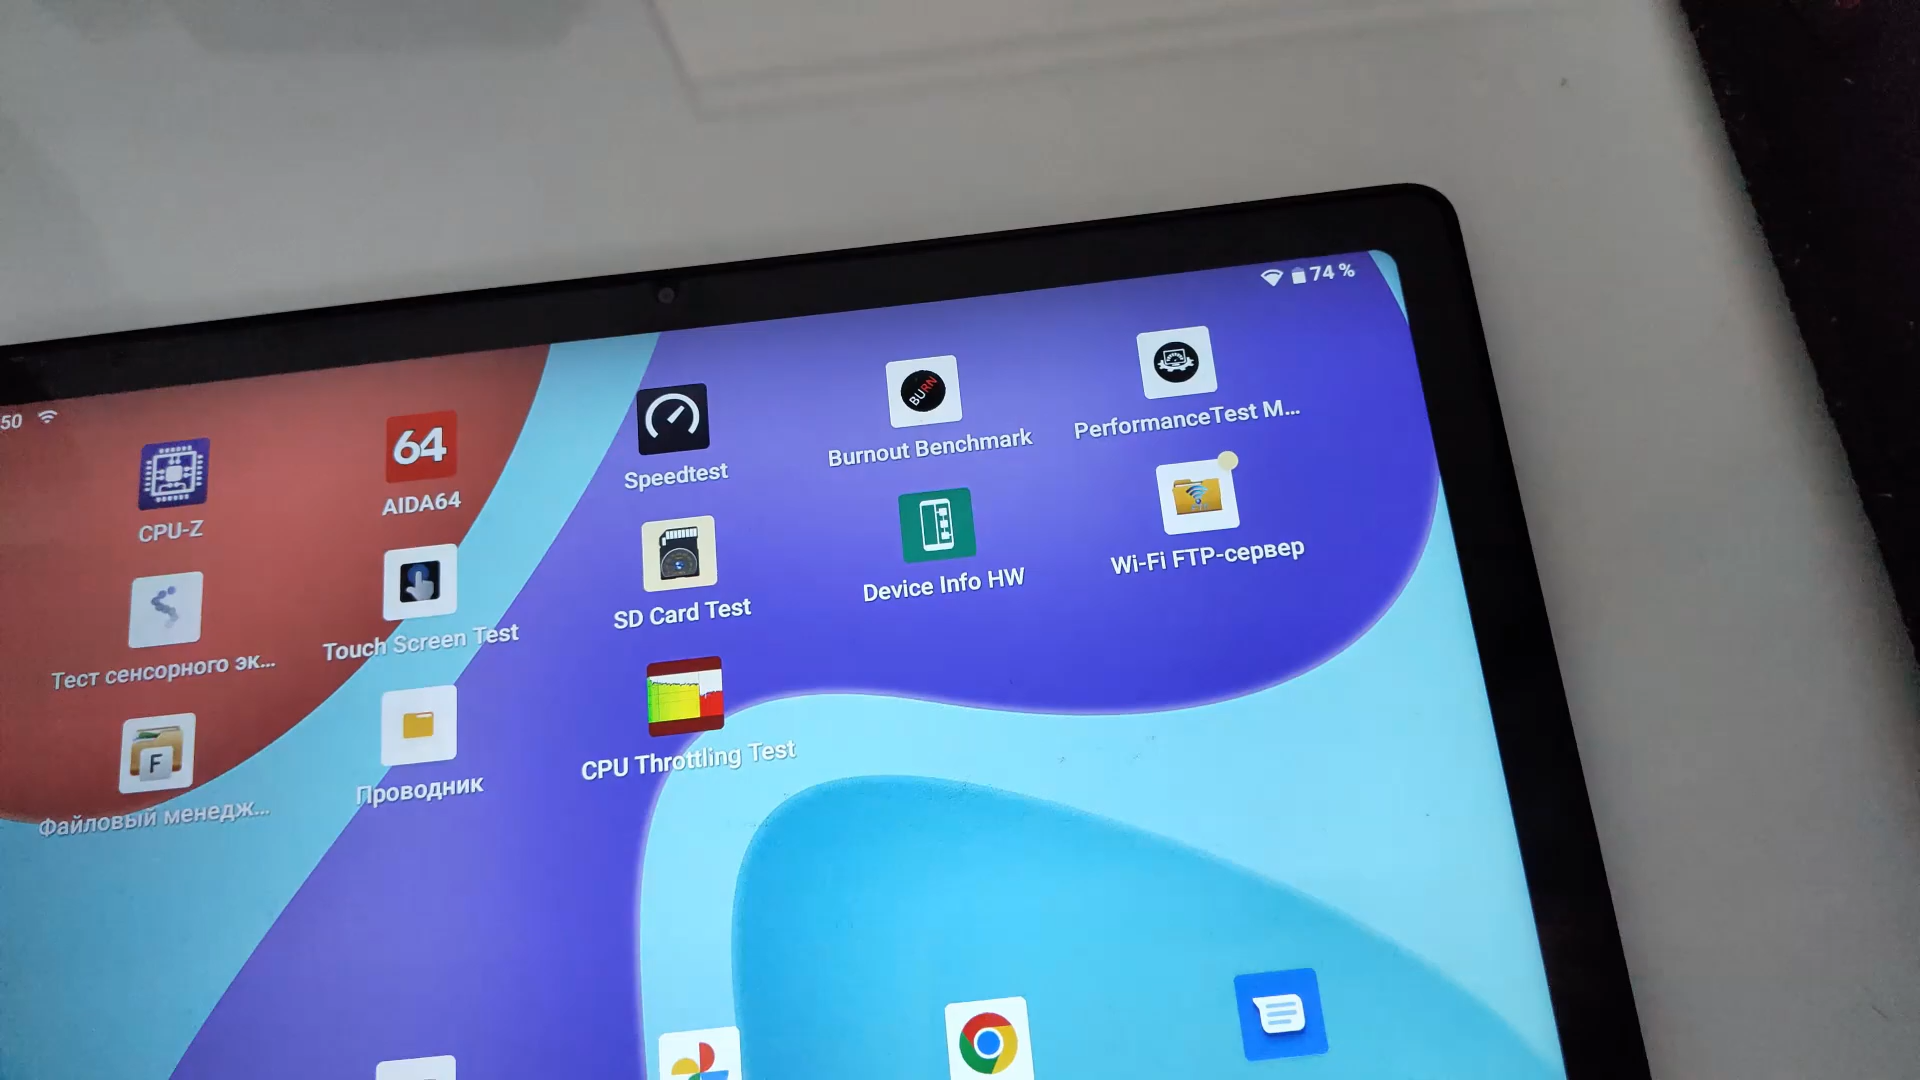 50
74 %
CPU-Z
64
AIDA64
Speedtest
BURN
Burnout Benchmark
PerformanceTest M...
Тест сенсорного эк...
Touch Screen Test
SD Card Test
Device Info HW
Wi-Fi FTP-сервер
F
Файловый менедж...
Проводник
CPU Throttling Test